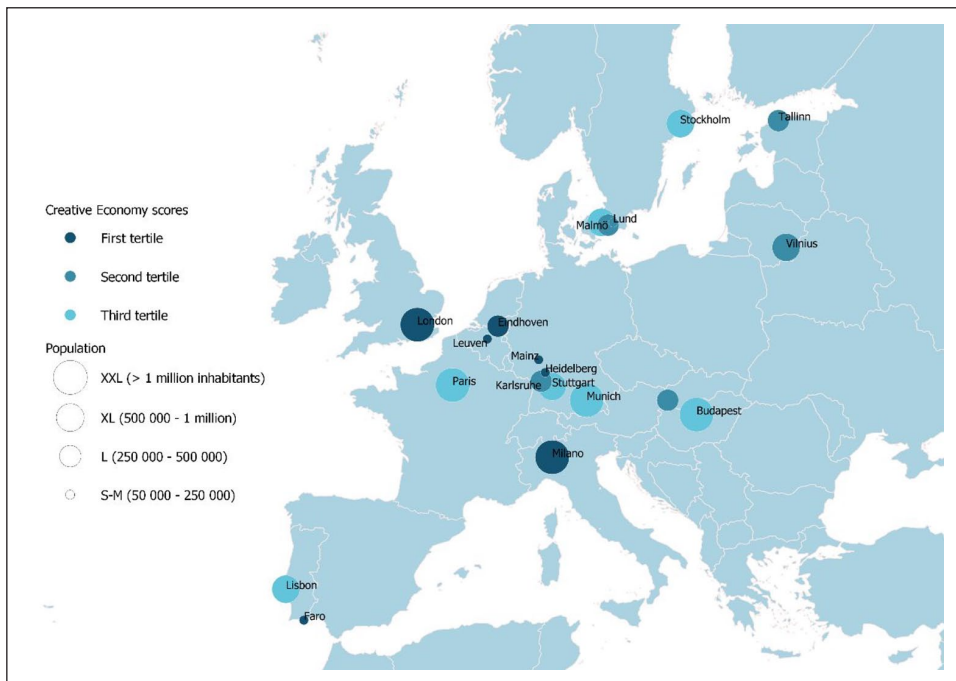 Creative Economy scores
First tertile
Second tertile
Third tertile
Population
XXL (> 1 million inhabitants)
XL (500 000 - 1 million)
L (250 000 - 500 000)
S-M (50 000 - 250 000)
Stockholm
Tallinn
Malmö
Lund
Vilnius
London
Eindhoven
Leuven
Mainz
Heidelberg
Karlsruhe
Stuttgart
Paris
Munich
Budapest
Milano
Lisbon
Faro